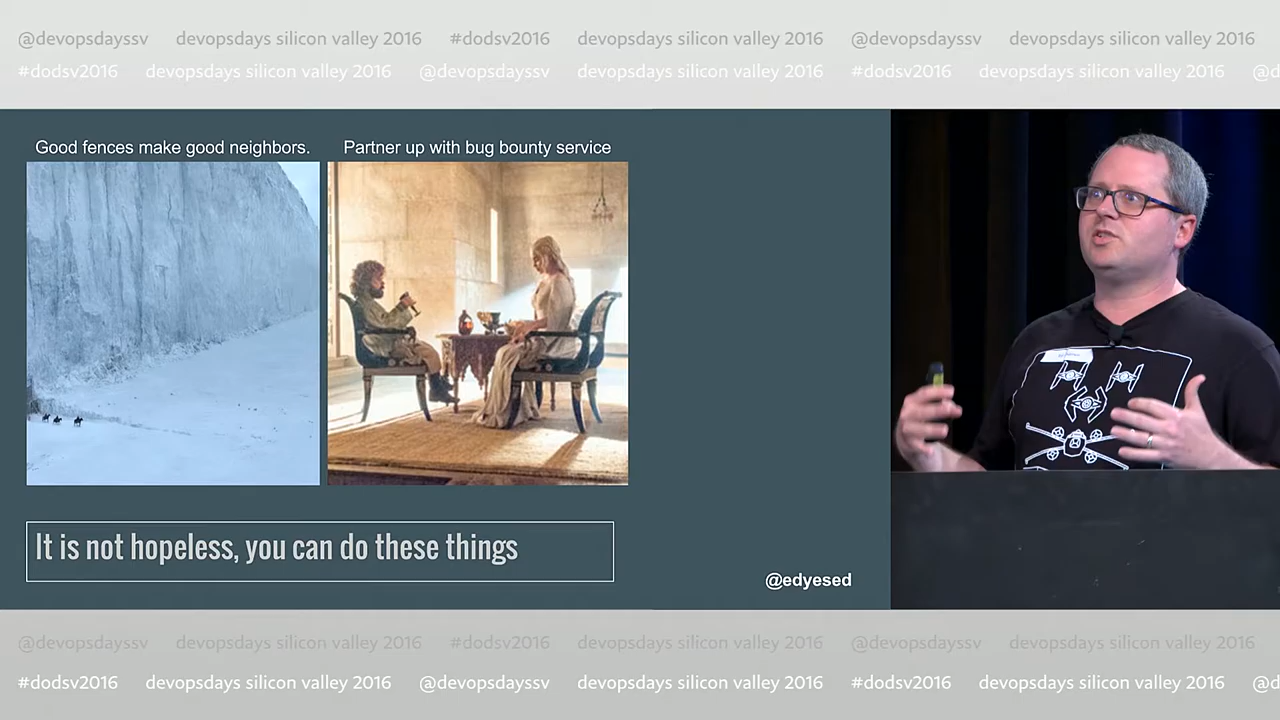 @devopsdayssv devopsdays silicon valley 2016 #dodsv2016 devopsdays silicon valley 2016 @devopsdayssv devopsdays silicon valley 2016
#dodsv2016 devopsdays silicon valley 2016 @devopsdayssv devopsdays silicon valley 2016 #dodsv2016 devopsdays silicon valley 2016 @d
Good fences make good neighbors. Partner up with bug bounty service
It is not hopeless, you can do these things
@edyesed
@devopsdayssv devopsdays silicon valley 2016 #dodsv2016 devopsdays silicon valley 2016 @devopsdayssv devopsdays silicon valley 2016
#dodsv2016 devopsdays silicon valley 2016 @devopsdayssv devopsdays silicon valley 2016 #dodsv2016 devopsdays silicon valley 2016 @d